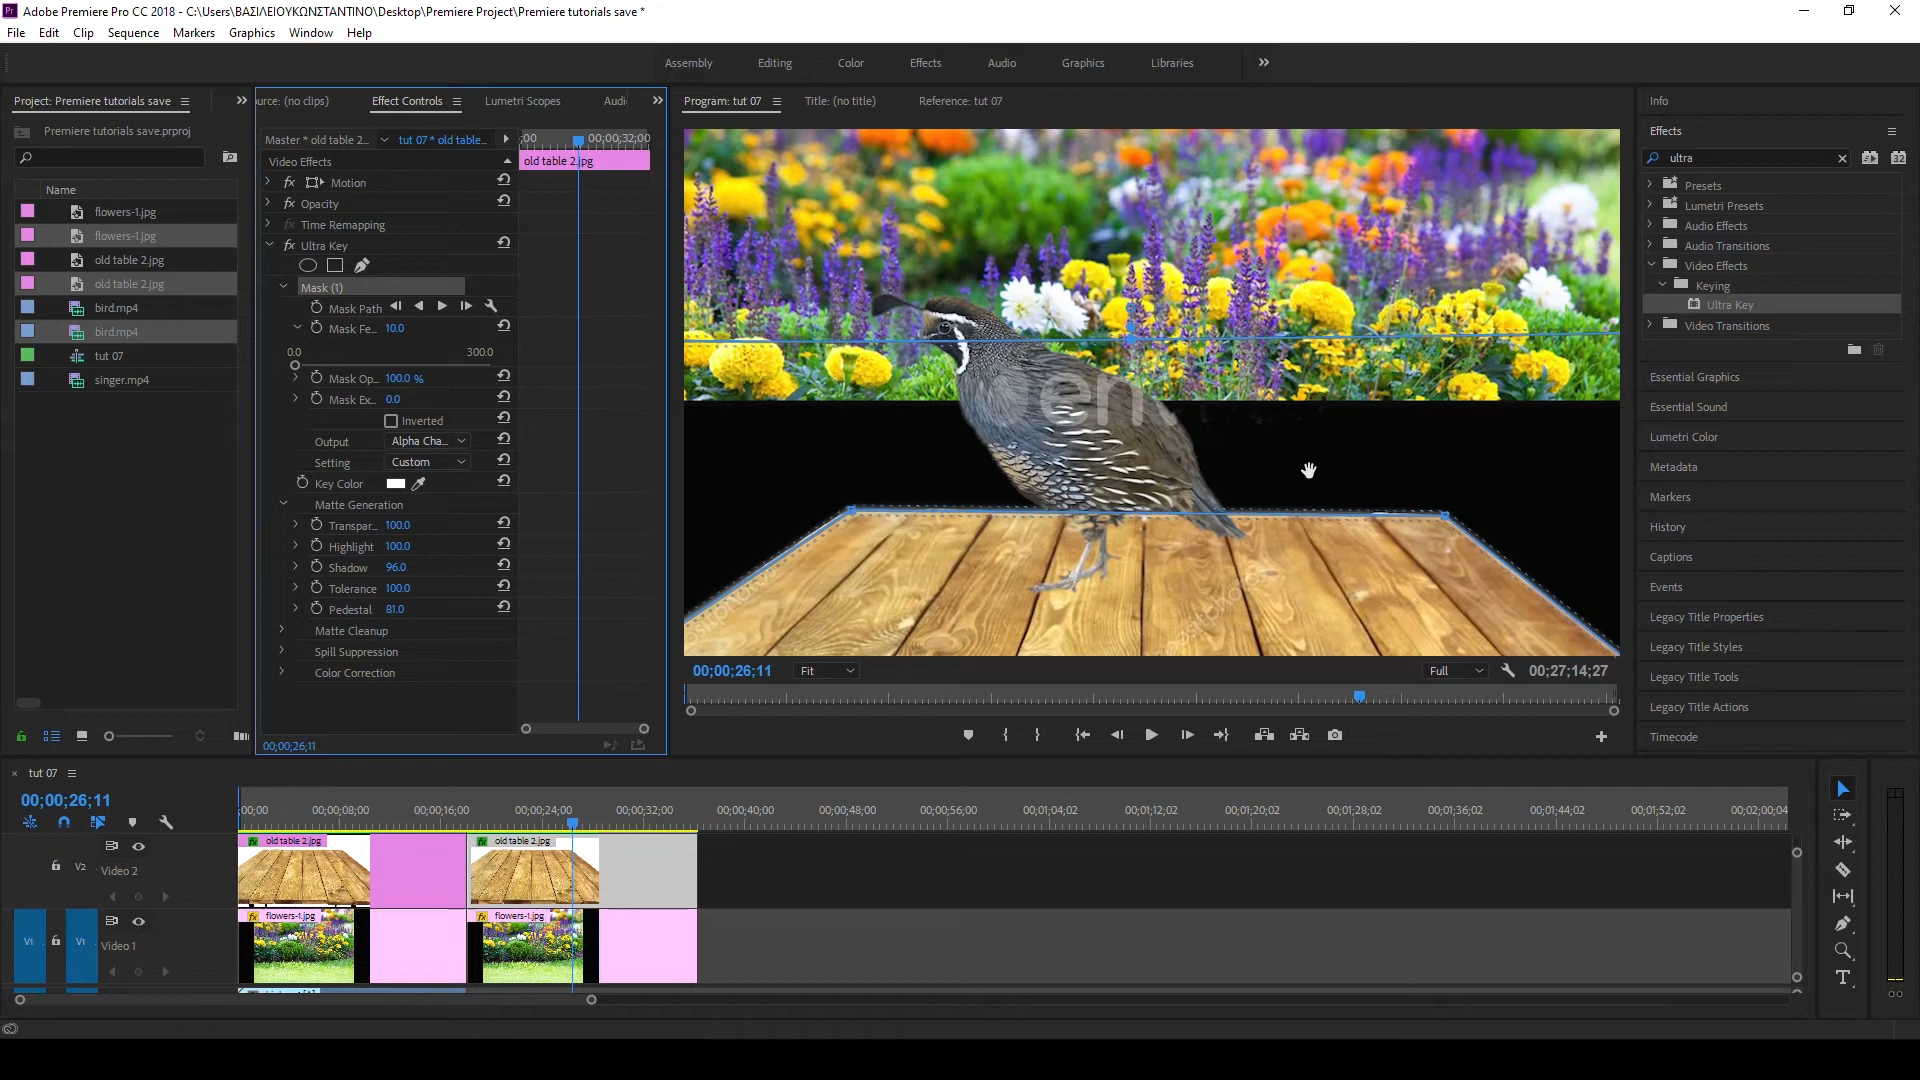 Adobe Premiere Pro CC 2018 - C:\Users\ΒΑΣΙΛΕΙΟΥΚΩΝΣΤΑΝΤΙΝΟ\Desktop\Premiere Project\Premiere tutorials save *
File Edit Clip Sequence Markers Graphics Window Help
Assembly Editing Color Effects Audio Graphics Libraries
Project: Premiere tutorials save
Premiere tutorials save.prproj
Name
flowers-1.jpg
flowers-1.jpg
old table 2.jpg
old table 2.jpg
bird.mp4
bird.mp4
tut 07
singer.mp4
urce: (no clips) Effect Controls Lumetri Scopes Audi
Master * old table 2... tut 07 * old table... ;00 00;00;32;00
Video Effects old table 2.jpg
fx Motion
fx Opacity
fx Time Remapping
fx Ultra Key
Mask (1)
Mask Path
Mask Fe... 10.0
0.0 300.0
Mask Op... 100.0 %
Mask Ex... 0.0
Inverted
Output Alpha Cha...
Setting Custom
Key Color
Matte Generation
Transpar... 100.0
Highlight 100.0
Shadow 96.0
Tolerance 100.0
Pedestal 81.0
Matte Cleanup
Spill Suppression
Color Correction
00;00;26;11
Program: tut 07 Title: (no title) Reference: tut 07
00;00;26;11 Fit Full 00;27;14;27
Info
Effects
ultra
32
Presets
Lumetri Presets
Audio Effects
Audio Transitions
Video Effects
Keying
Ultra Key
Video Transitions
Essential Graphics
Essential Sound
Lumetri Color
Metadata
Markers
History
Captions
Events
Legacy Title Properties
Legacy Title Styles
Legacy Title Tools
Legacy Title Actions
Timecode
tut 07
00;00;26;11
;00;00 00;00;08;00 00;00;16;00 00;00;24;00 00;00;32;00 00;00;40;00 00;00;48;00 00;00;56;00 00;01;04;02 00;01;12;02 00;01;20;02 00;01;28;02 00;01;36;02 00;01;44;02 00;01;52;02 00;02;00;04
fx old table 2.jpg fx old table 2.jpg
V2 Video 2
fx flowers-1.jpg fx flowers-1.jpg
V1 V1 Video 1